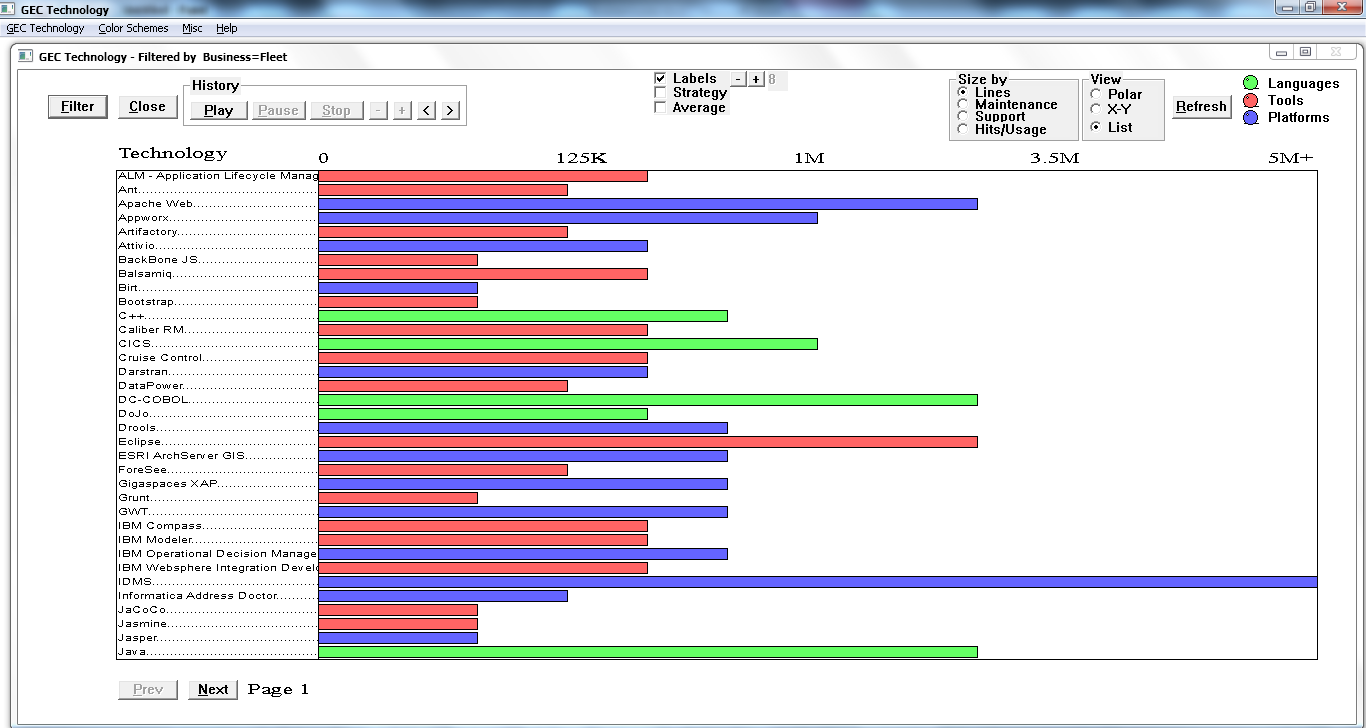 GEC Technology
GEC Technology Color Schemes Misc Help
GEC Technology - Filtered by Business=Fleet
Filter Close History Play Pause Stop - + < >
Labels - + 8
Strategy
Average
Size by
Lines
Maintenance
Support
Hits/Usage
View
Polar
X-Y
List
Refresh
Languages
Tools
Platforms
Technology 0 125K 1M 3.5M 5M+
ALM - Application Lifecycle Manag
Ant
Apache Web
Appworx
Artifactory
Attivio
BackBone JS
Balsamiq
Birt
Bootstrap
C++
Caliber RM
CICS
Cruise Control
Darstran
DataPower
DC-COBOL
DoJo
Drools
Eclipse
ESRI ArchServer GIS
ForeSee
Gigaspaces XAP
Grunt
GWT
IBM Compass
IBM Modeler
IBM Operational Decision Manage
IBM Websphere Integration Develo
IDMS
Informatica Address Doctor
JaCoCo
Jasmine
Jasper
Java
Prev Next Page 1